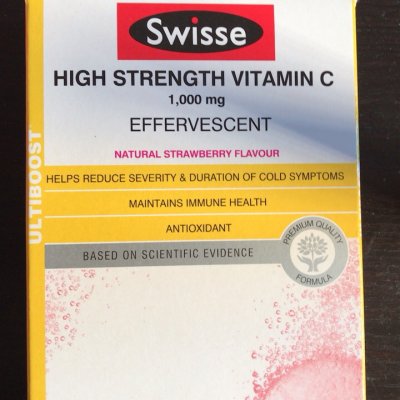 Swisse
HIGH STRENGTH VITAMIN C
1,000 mg
EFFERVESCENT
NATURAL STRAWBERRY FLAVOUR
ULTIBOOST
HELPS REDUCE SEVERITY & DURATION OF COLD SYMPTOMS
MAINTAINS IMMUNE HEALTH
ANTIOXIDANT
BASED ON SCIENTIFIC EVIDENCE
PREMIUM QUALITY
FORMULA